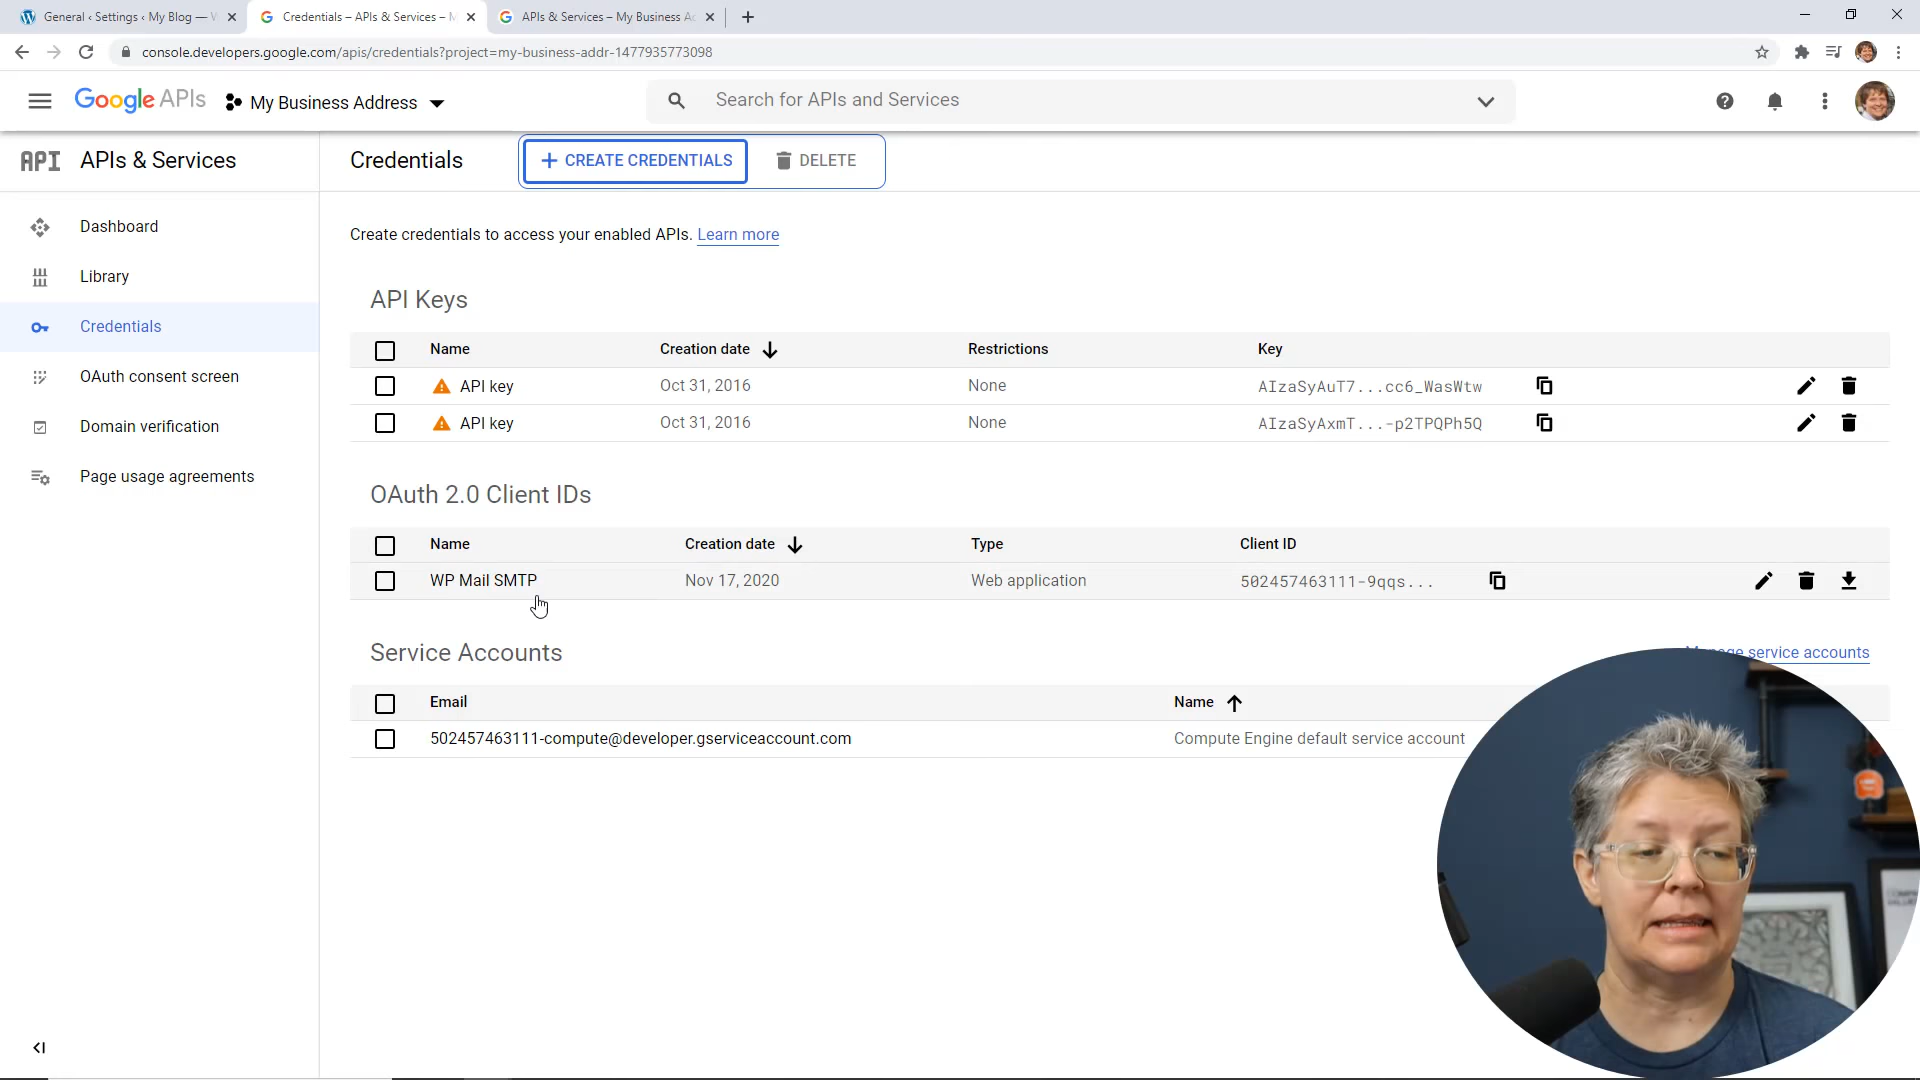 General ‹ Settings ‹ My Blog —
Credentials – APIs & Services –
APIs & Services – My Business
console.developers.google.com/apis/credentials?project=my-business-addr-1477935773098
Google APIs
My Business Address
Search for APIs and Services
API
APIs & Services
Credentials
+ CREATE CREDENTIALS
DELETE
Dashboard
Library
Credentials
OAuth consent screen
Domain verification
Page usage agreements
Create credentials to access your enabled APIs. Learn more
API Keys
Name Creation date Restrictions Key
API key Oct 31, 2016 None AIzaSyAuT7...cc6_WasWtw
API key Oct 31, 2016 None AIzaSyAxmT...-p2TPQPh5Q
OAuth 2.0 Client IDs
Name Creation date Type Client ID
WP Mail SMTP Nov 17, 2020 Web application 502457463111-9qqs...
Service Accounts
service accounts
Email Name
502457463111-compute@developer.gserviceaccount.com Compute Engine default service account